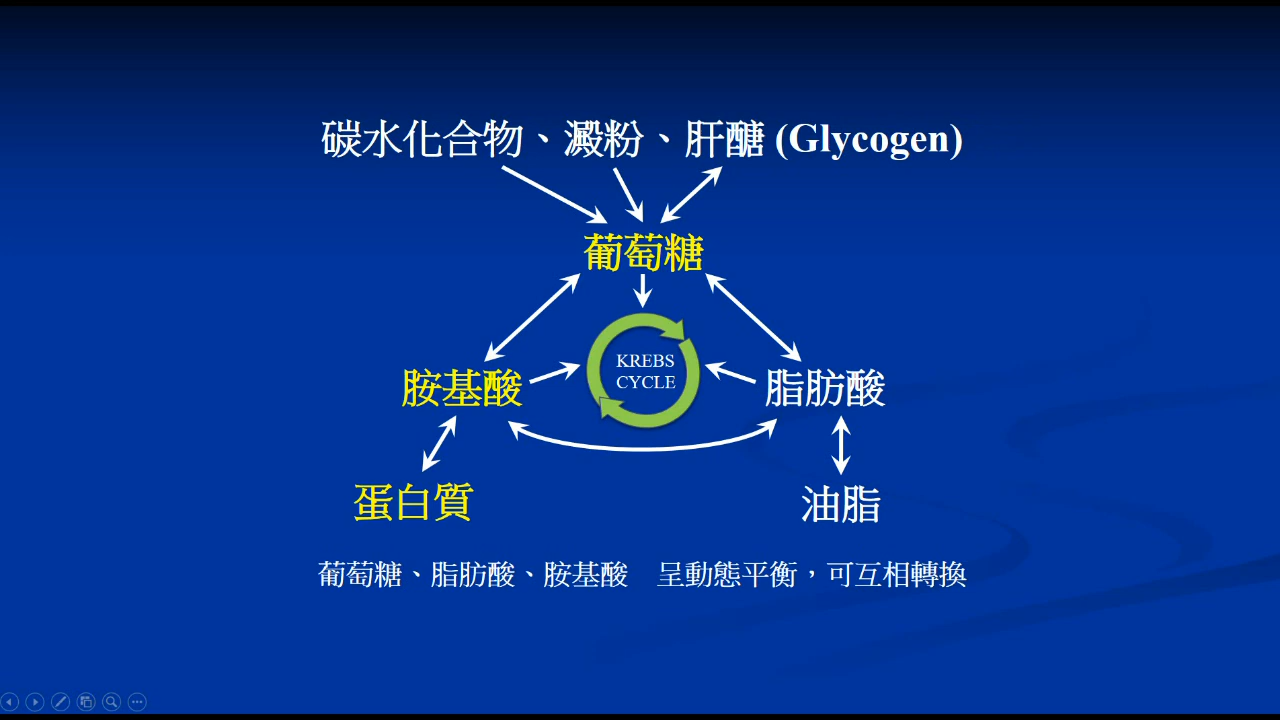 碳水化合物、澱粉、肝醣 (Glycogen)
葡萄糖
KREBS
CYCLE
胺基酸
脂肪酸
蛋白質
油脂
葡萄糖、脂肪酸、胺基酸　呈動態平衡，可互相轉換